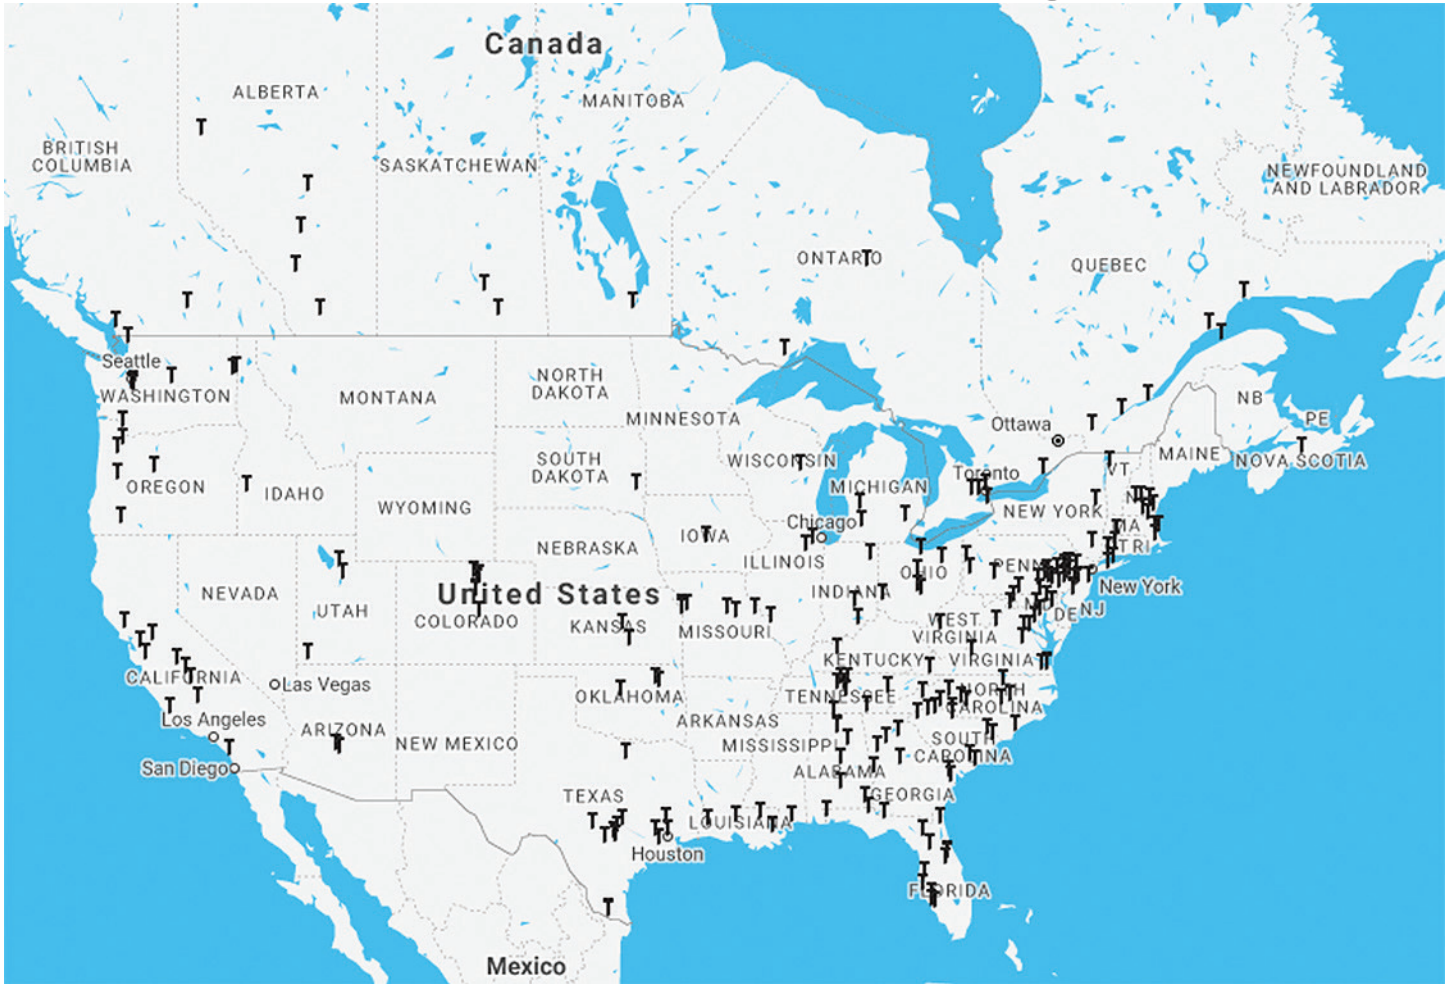 Canada
ALBERTA
MANITOBA
BRITISH
COLUMBIA
SASKATCHEWAN
NEWFOUNDLAND
AND LABRADOR
ONTARIO
QUEBEC
Seattle
WASHINGTON
MONTANA
NORTH
DAKOTA
MINNESOTA
Ottawa
NB
PE
MAINE
NOVA SCOTIA
VT
WISCONSIN
SOUTH
DAKOTA
Toronto
MICHIGAN
OREGON
IDAHO
WYOMING
NEW YORK
Chicago
MA
IOWA
NEBRASKA
ILLINOIS
RI
OHIO
PENN
INDIANA
New York
NEVADA
United States
UTAH
COLORADO
KANSAS
MISSOURI
WEST
VIRGINIA
DE
NJ
KENTUCKY
VIRGINIA
CALIFORNIA
Las Vegas
OKLAHOMA
TENNESSEE
NORTH
CAROLINA
Los Angeles
ARIZONA
NEW MEXICO
ARKANSAS
MISSISSIPPI
SOUTH
CAROLINA
San Diego
ALABAMA
TEXAS
GEORGIA
LOUISIANA
Houston
FLORIDA
Mexico